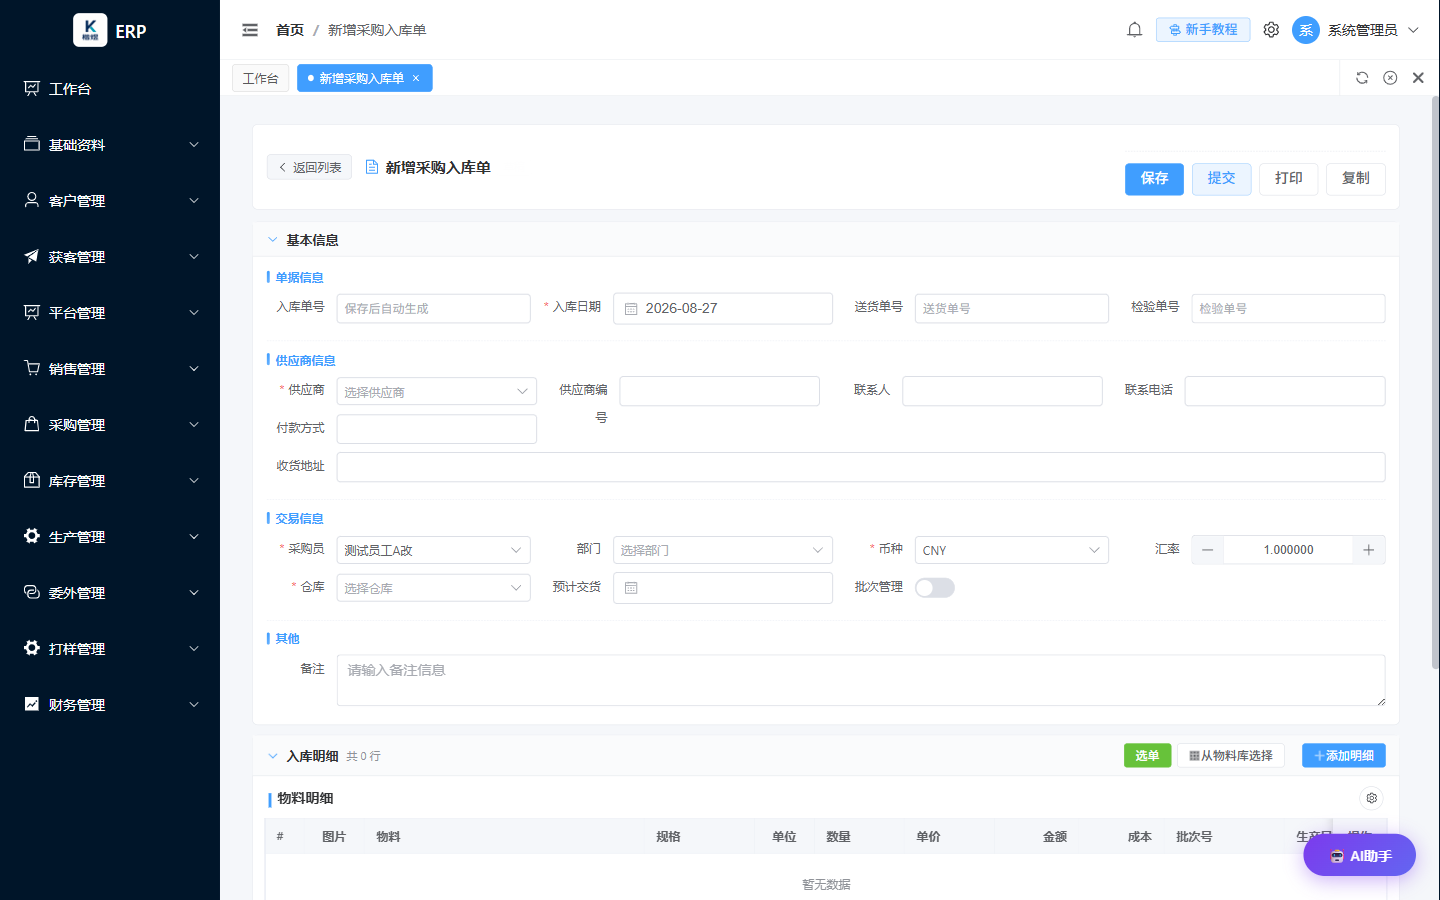 K
ERP
工作台
基础资料
客户管理
获客管理
平台管理
销售管理
采购管理
库存管理
生产管理
委外管理
打样管理
财务管理
首页 / 新增采购入库单
新手教程
系 系统管理员
工作台
新增采购入库单 ×
返回列表 新增采购入库单
保存 提交 打印 复制
基本信息
单据信息
入库单号 保存后自动生成 * 入库日期 2026-08-27 送货单号 送货单号 检验单号 检验单号
供应商信息
* 供应商 选择供应商 供应商编号 联系人 联系电话
付款方式
收货地址
交易信息
* 采购员 测试员工A改 部门 选择部门 * 币种 CNY 汇率 1.000000
* 仓库 选择仓库 预计交货 批次管理
其他
备注 请输入备注信息
入库明细 共 0 行 选单 从物料库选择 添加明细
物料明细
# 图片 物料 规格 单位 数量 单价 金额 成本 批次号
AI助手
暂无数据